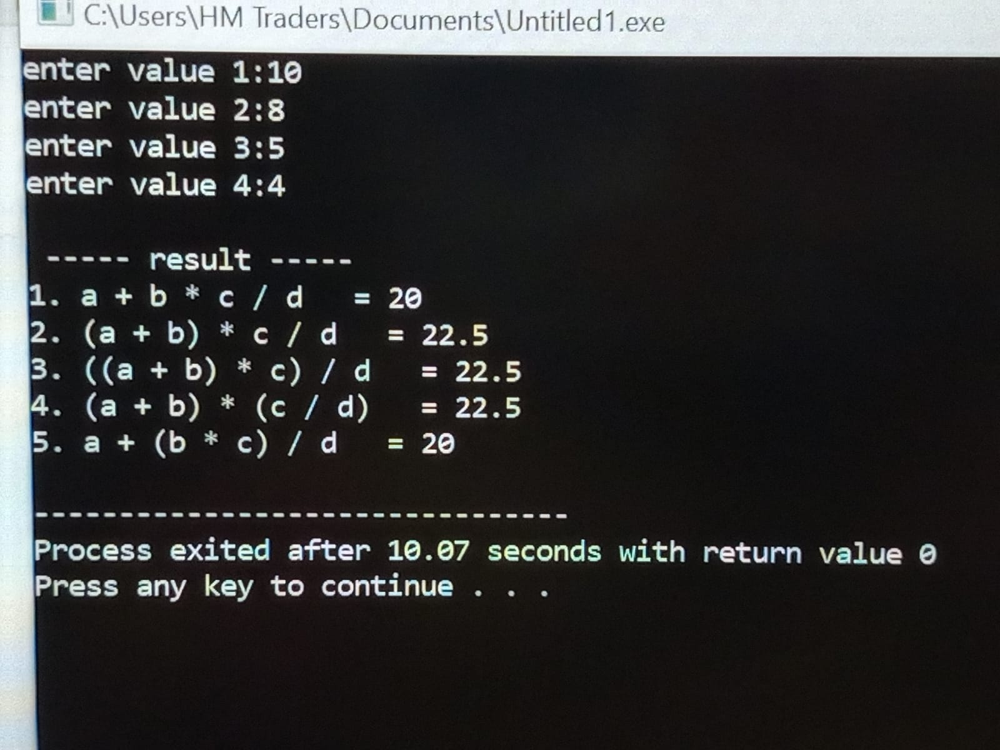 C:\Users\HM Traders\Documents\Untitled1.exe
enter value 1:10
enter value 2:8
enter value 3:5
enter value 4:4
----- result -----
1. a + b * c / d   = 20
2. (a + b) * c / d   = 22.5
3. ((a + b) * c) / d   = 22.5
4. (a + b) * (c / d)   = 22.5
5. a + (b * c) / d   = 20
--------------------------------
Process exited after 10.07 seconds with return value 0
Press any key to continue . . .